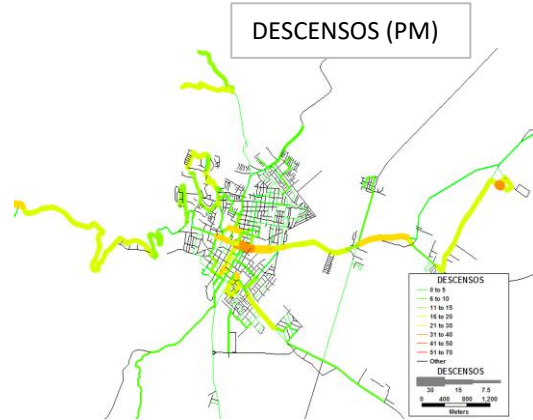 DESCENSOS (PM)
DESCENSOS
0 to 5
6 to 10
11 to 15
16 to 20
21 to 30
31 to 40
41 to 50
51 to 70
Other
DESCENSOS
30 15 7.5
0 400 800 1,200
Meters